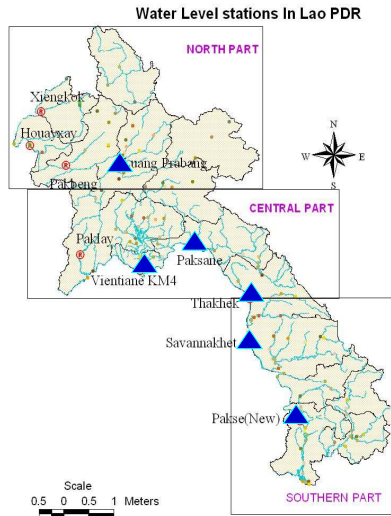 Water Level stations In Lao PDR
NORTH PART
Xiengkok
Houayxay
Luang Prabang
Pakbeng
N
W E
S
CENTRAL PART
Paklay
Paksane
Vientiane KM4
Thakhek
Savannakhet
Pakse(New)
Scale
0.5 0 0.5 1 Meters
SOUTHERN PART